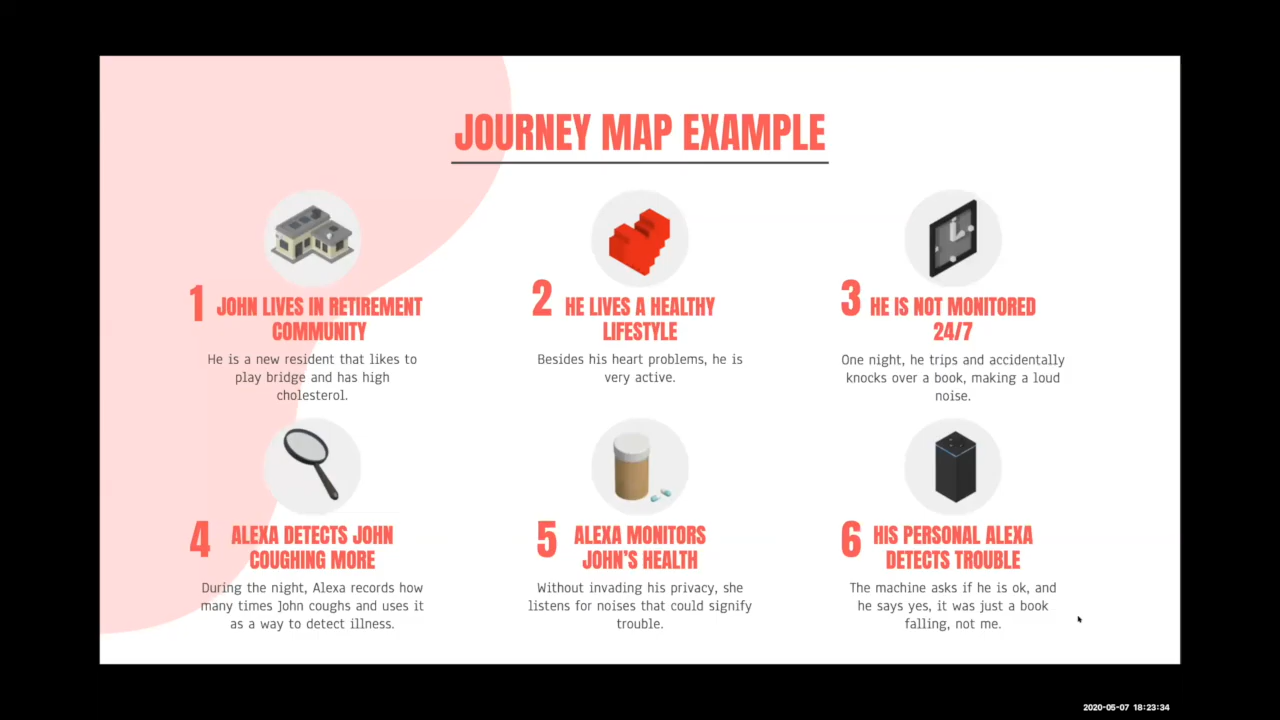 JOURNEY MAP EXAMPLE
1 JOHN LIVES IN RETIREMENT
COMMUNITY
He is a new resident that likes to
play bridge and has high
cholesterol.
2 HE LIVES A HEALTHY
LIFESTYLE
Besides his heart problems, he is
very active.
3 HE IS NOT MONITORED
24/7
One night, he trips and accidentally
knocks over a book, making a loud
noise.
4 ALEXA DETECTS JOHN
COUGHING MORE
During the night, Alexa records how
many times John coughs and uses it
as a way to detect illness.
5 ALEXA MONITORS
JOHN'S HEALTH
Without invading his privacy, she
listens for noises that could signify
trouble.
6 HIS PERSONAL ALEXA
DETECTS TROUBLE
The machine asks if he is ok, and
he says yes, it was just a book
falling, not me.
2020-05-07 18:23:34